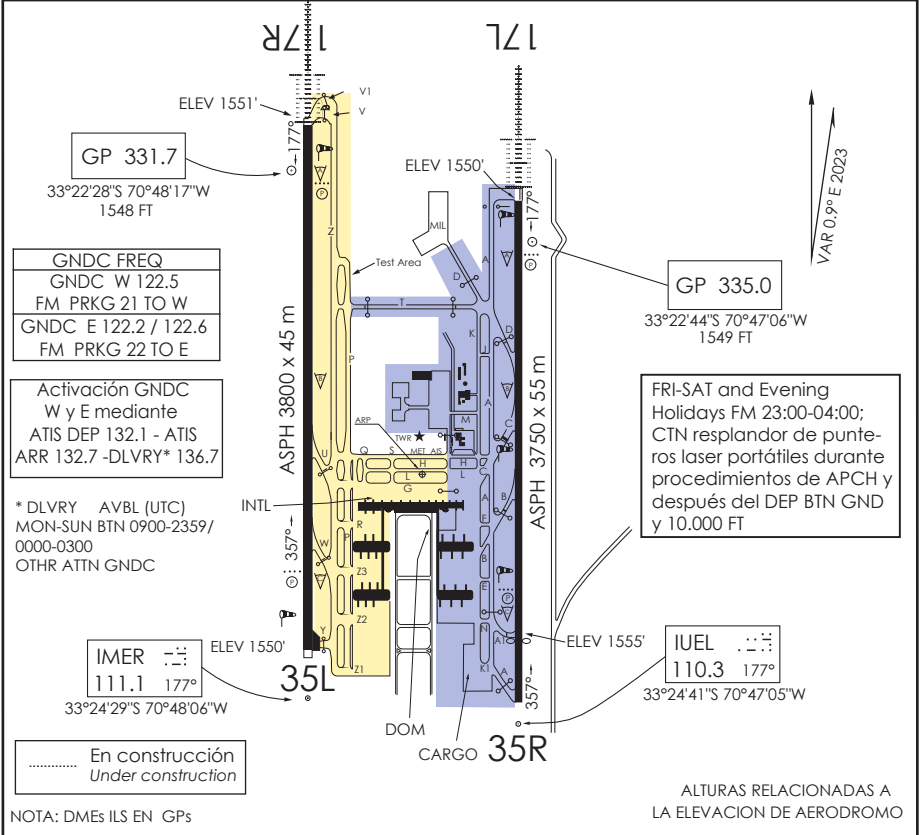 17R
17L
ELEV 1551'
V1
V
177°
GP 331.7
33°22'28"S 70°48'17"W
1548 FT
A
P
Z
ELEV 1550'
177°
A
P
VAR 0.9° E 2023
GNDC FREQ
GNDC W 122.5
FM PRKG 21 TO W
GNDC E 122.2 / 122.6
FM PRKG 22 TO E
MIL
Test Area
D
A
T
K
D
J
GP 335.0
33°22'44"S 70°47'06"W
1549 FT
Activación GNDC
W y E mediante
ATIS DEP 132.1 - ATIS
ARR 132.7 -DLVRY* 136.7
ASPH 3800 x 45 m
P
B
B
A
M
ASPH 3750 x 55 m
FRI-SAT and Evening
Holidays FM 23:00-04:00;
CTN resplandor de punte-
ros laser portátiles durante
procedimientos de APCH y
después del DEP BTN GND
y 10.000 FT
ARP
TWR
MET AIS
I
U
Q
S
H
H
L
L
G
C
C
* DLVRY AVBL (UTC)
MON-SUN BTN 0900-2359/
0000-0300
OTHR ATTN GNDC
INTL
A
B
F
R
W
P
B
Z3
E
357°
P
C
Z2
N
Y
ELEV 1550'
Z1
A1
K1
A
ELEV 1555'
357°
IMER
111.1 177°
33°24'29"S 70°48'06"W
35L
IUEL
110.3 177°
33°24'41"S 70°47'05"W
DOM
CARGO
35R
En construcción
Under construction
NOTA: DMEs ILS EN GPs
ALTURAS RELACIONADAS A
LA ELEVACION DE AERODROMO